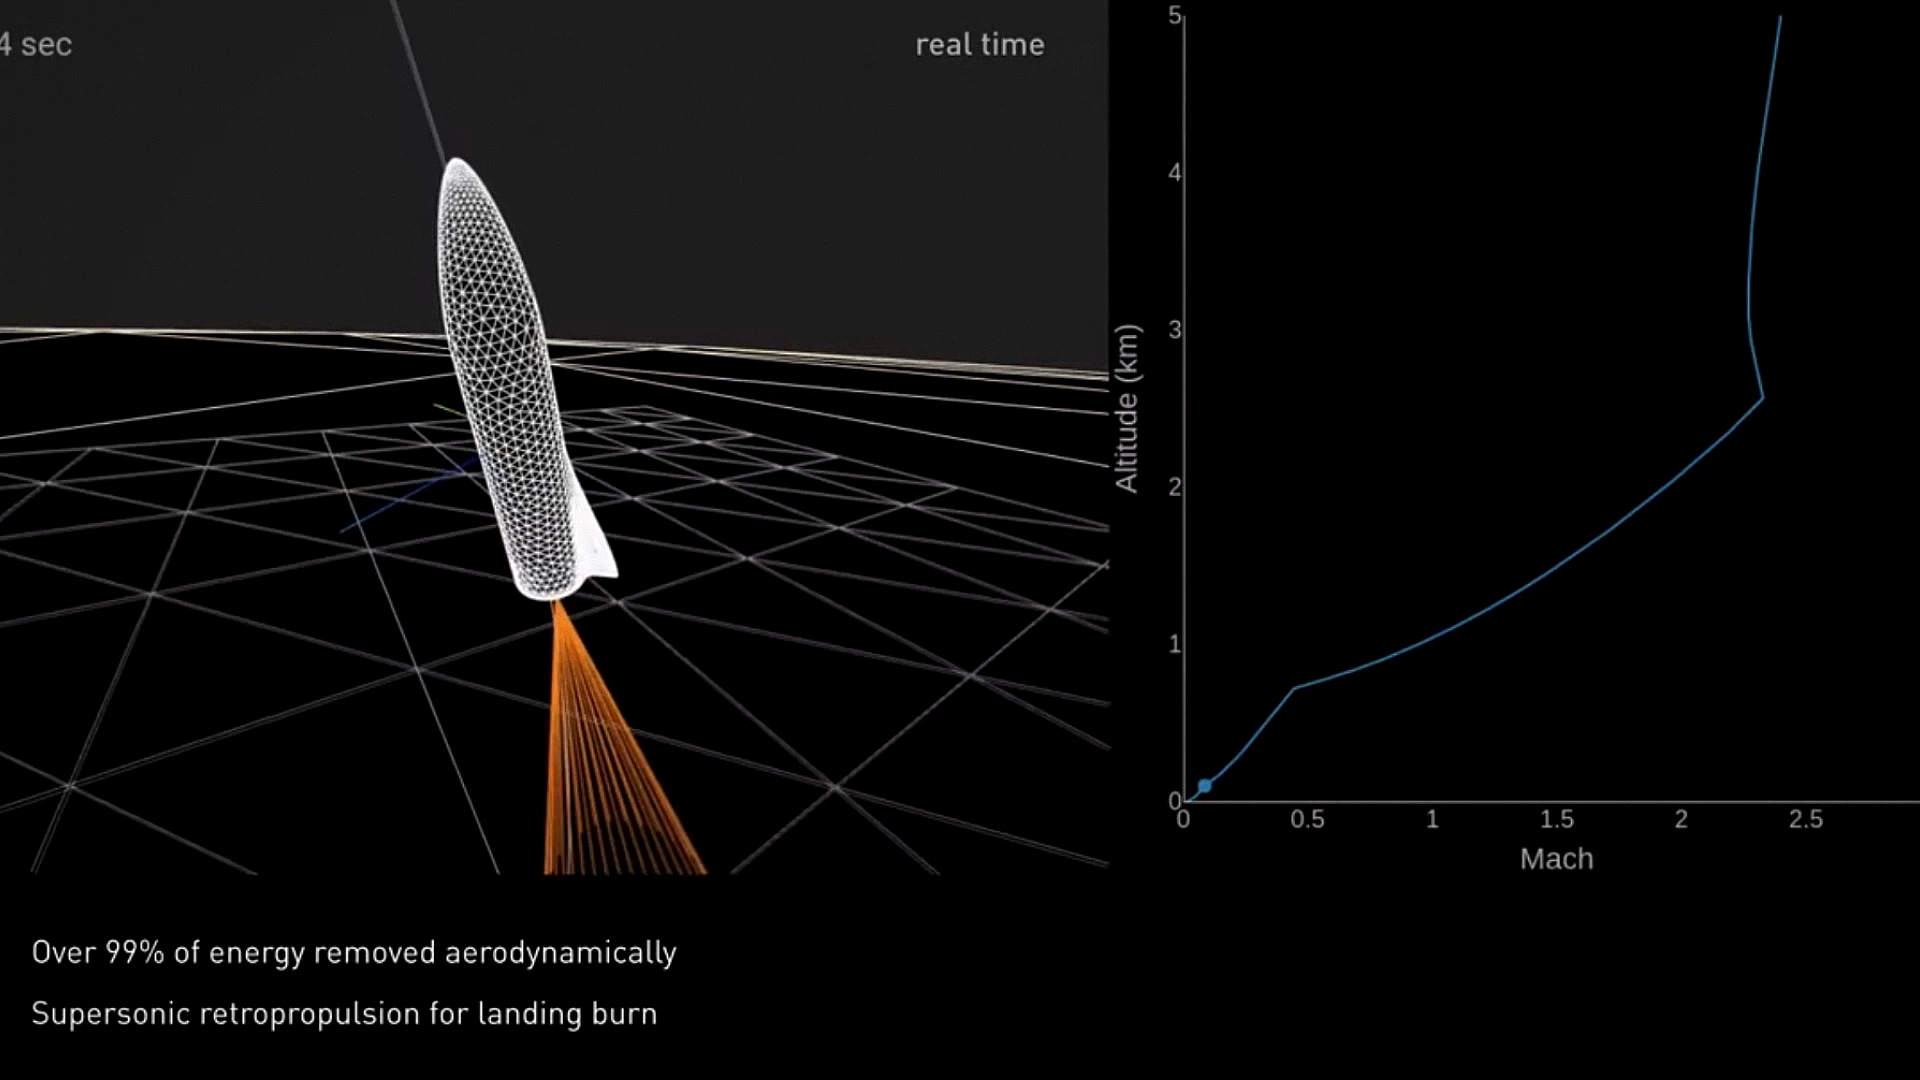 4 sec
real time
5
4
3
2
1
0
Altitude (km)
0 0.5 1 1.5 2 2.5
Mach
Over 99% of energy removed aerodynamically
Supersonic retropropulsion for landing burn